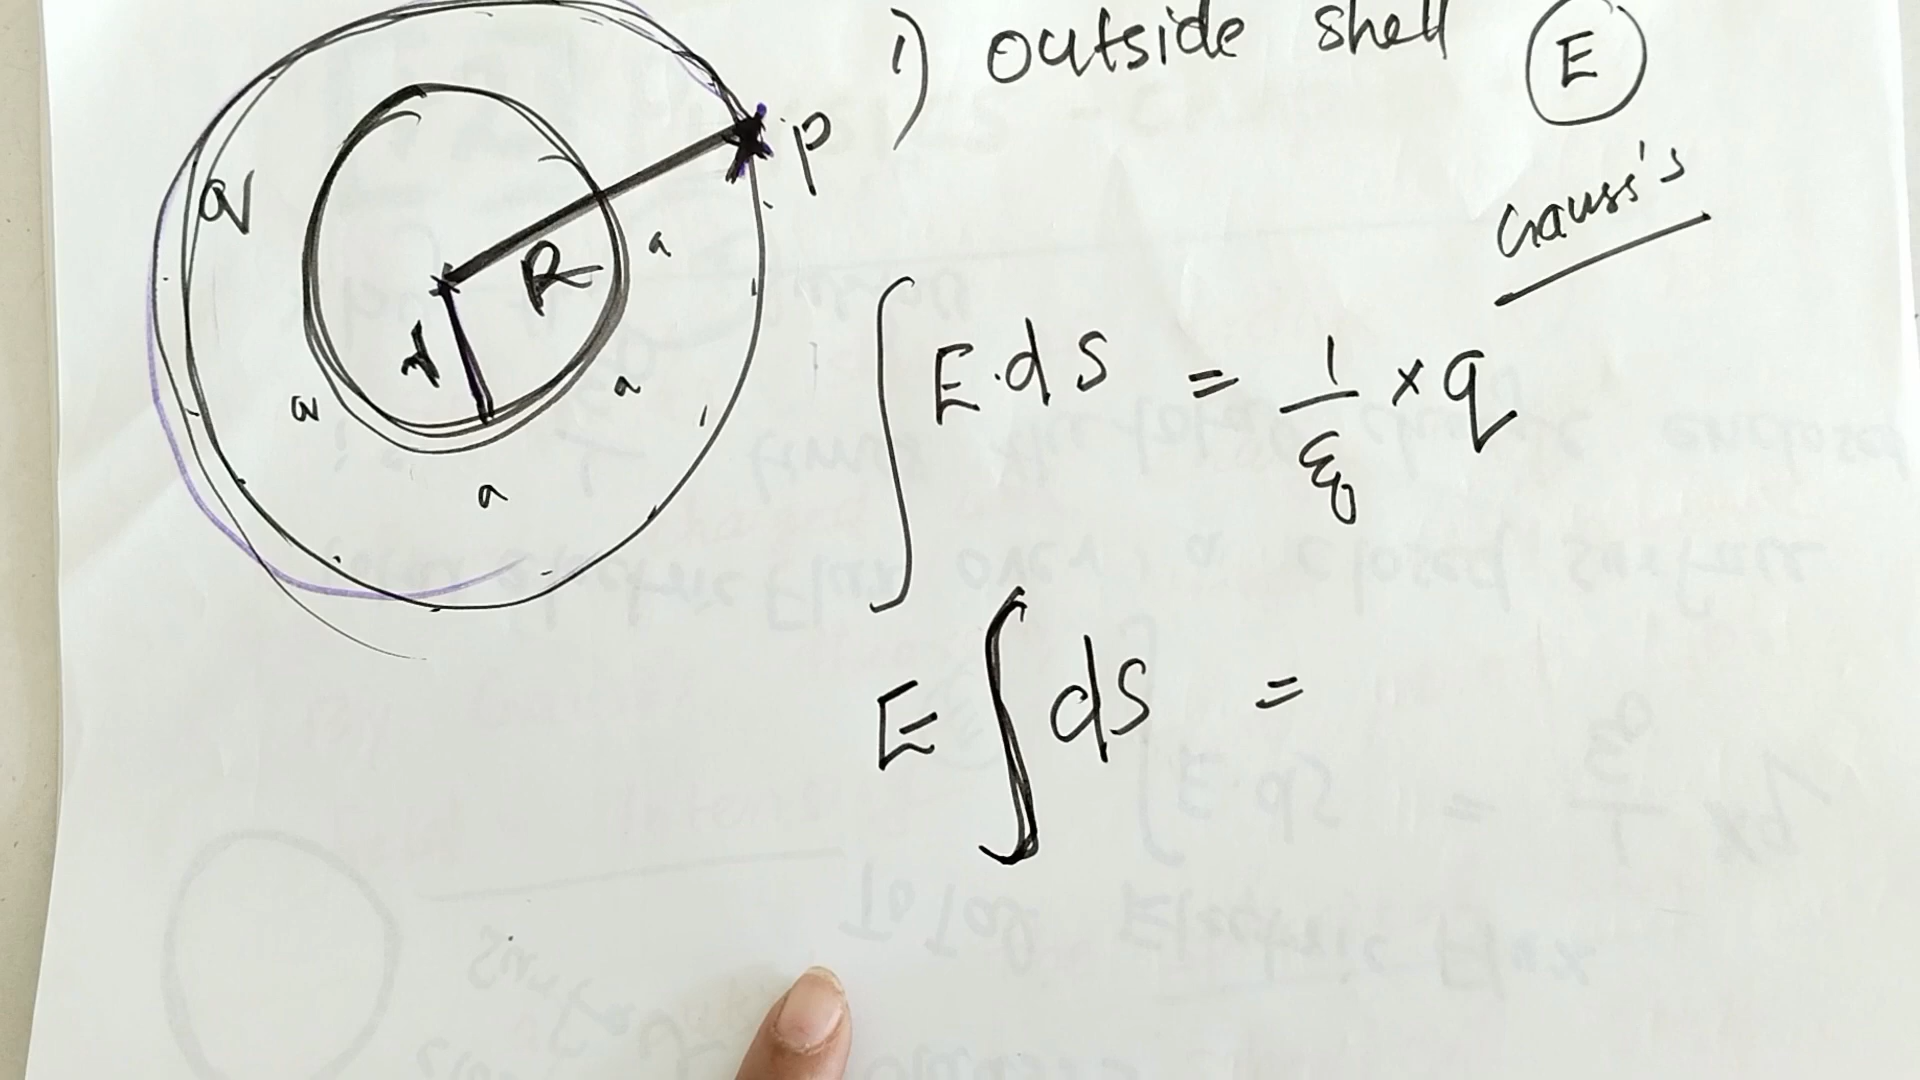 i) outside shell E
Gauss's
P
a
R
r
a
a
a
a
∫ E.ds = 1/ε0 × q
E ∫ ds =